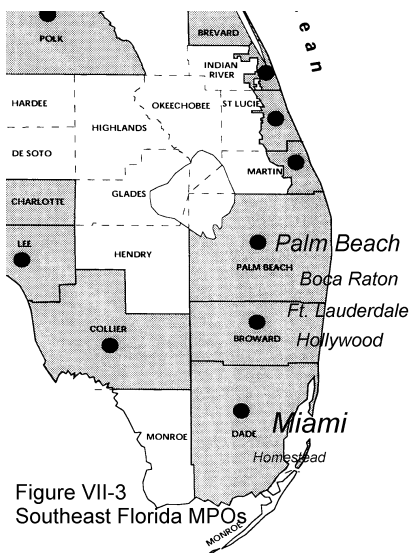 POLK
BREVARD
ean
INDIAN
RIVER
HARDEE
OKEECHOBEE
ST LUCIE
HIGHLANDS
DE SOTO
MARTIN
GLADES
CHARLOTTE
LEE
Palm Beach
HENDRY
PALM BEACH
Boca Raton
Ft. Lauderdale
COLLIER
BROWARD
Hollywood
Miami
MONROE
DADE
Homestead
Figure VII-3
Southeast Florida MPOs
MONROE